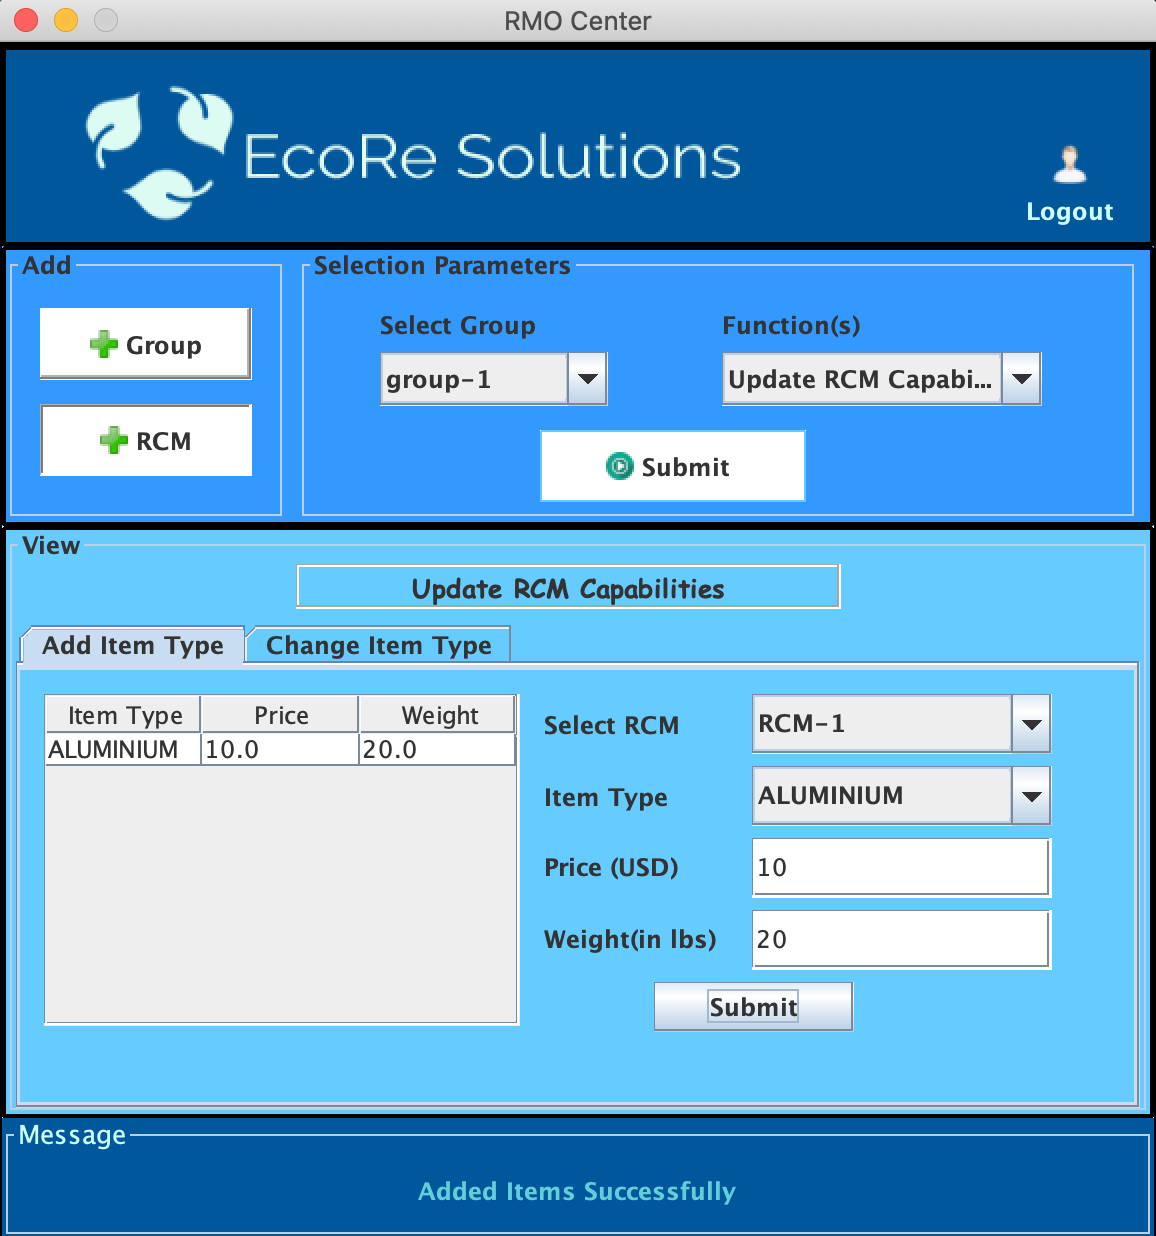 RMO Center
EcoRe Solutions
Logout
Add
Group
RCM
Selection Parameters
Select Group
Function(s)
group-1
Update RCM Capabi...
Submit
View
Update RCM Capabilities
Add Item Type
Change Item Type
Item Type Price Weight
ALUMINIUM 10.0 20.0
Select RCM RCM-1
Item Type ALUMINIUM
Price (USD) 10
Weight(in lbs) 20
Submit
Message
Added Items Successfully